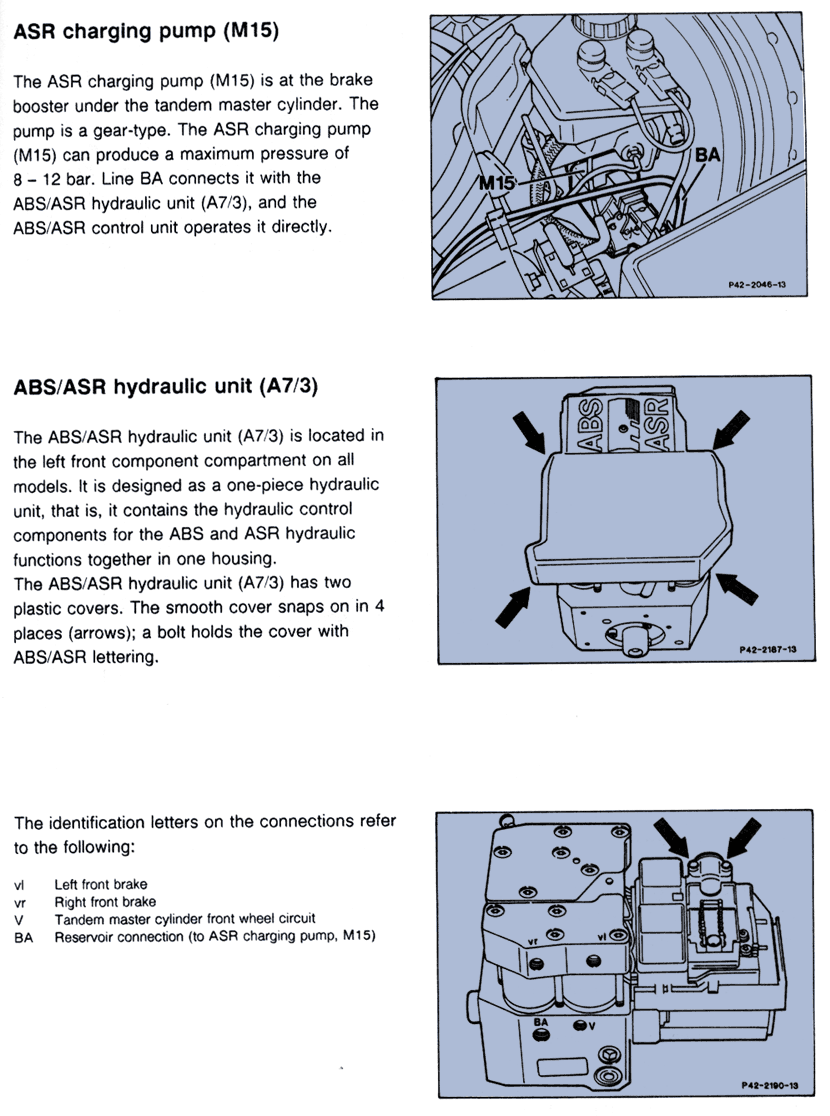 ASR charging pump (M15)
The ASR charging pump (M15) is at the brake
booster under the tandem master cylinder. The
pump is a gear-type. The ASR charging pump
(M15) can produce a maximum pressure of
8 – 12 bar. Line BA connects it with the
ABS/ASR hydraulic unit (A7/3), and the
ABS/ASR control unit operates it directly.
M15
BA
P42-2046-13
ABS/ASR hydraulic unit (A7/3)
The ABS/ASR hydraulic unit (A7/3) is located in
the left front component compartment on all
models. It is designed as a one-piece hydraulic
unit, that is, it contains the hydraulic control
components for the ABS and ASR hydraulic
functions together in one housing.
The ABS/ASR hydraulic unit (A7/3) has two
plastic covers. The smooth cover snaps on in 4
places (arrows); a bolt holds the cover with
ABS/ASR lettering.
ABS
ASR
P42-2187-13
The identification letters on the connections refer
to the following:
vl Left front brake
vr Right front brake
V Tandem master cylinder front wheel circuit
BA Reservoir connection (to ASR charging pump, M15)
vr
vl
BA
V
P42-2190-13